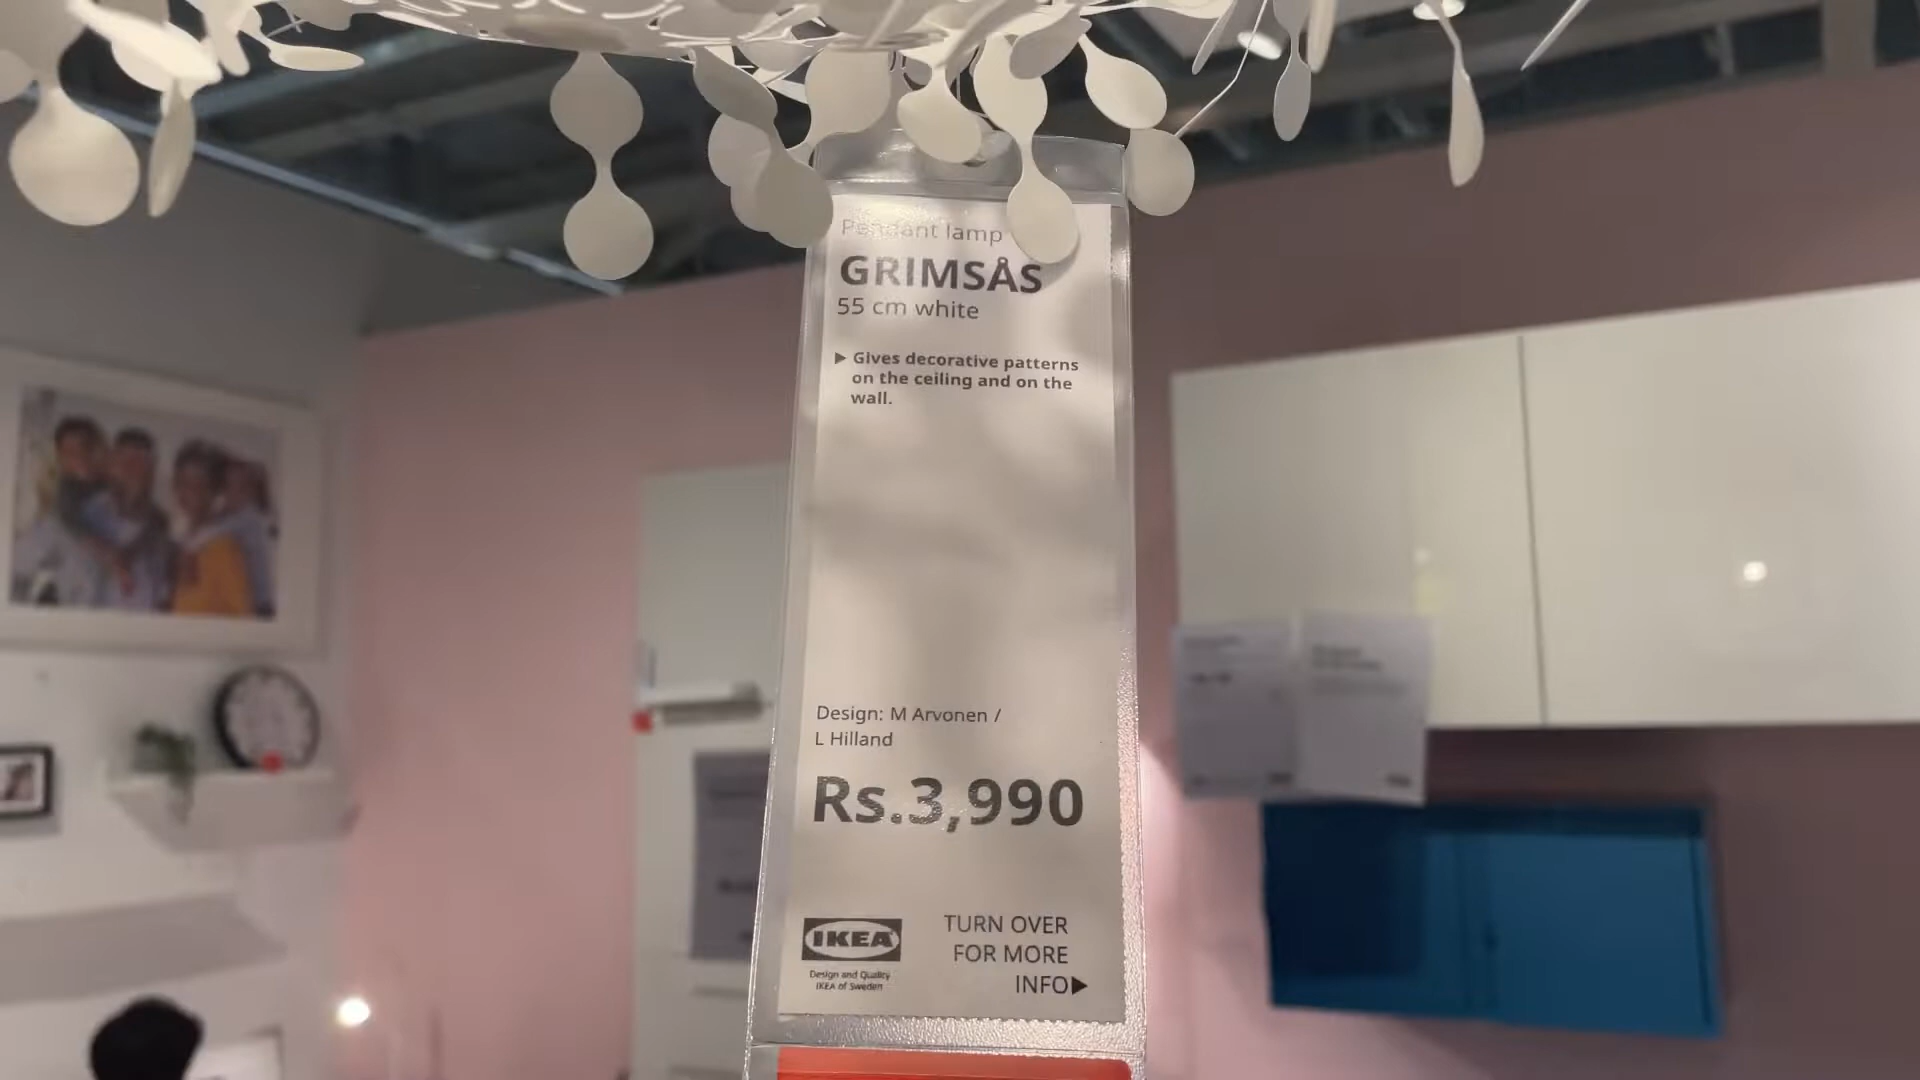 Pendant lamp
GRIMSÅS
55 cm white
▶ Gives decorative patterns
on the ceiling and on the
wall.
Design: M Arvonen /
L Hilland
Rs.3,990
IKEA
Design and Quality
IKEA of Sweden
TURN OVER
FOR MORE
INFO▶